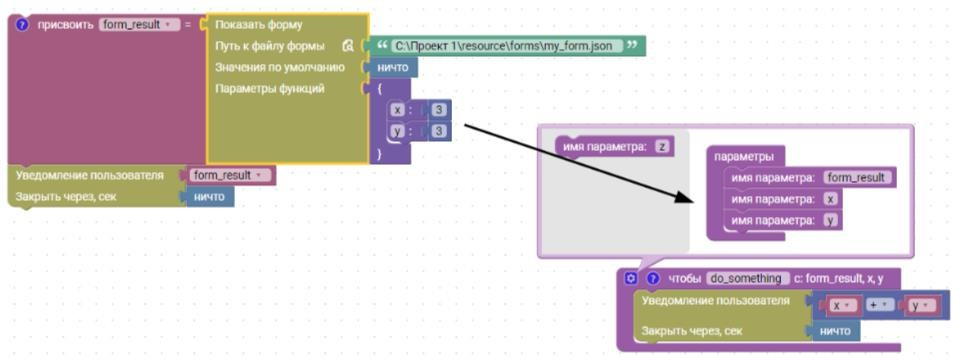 присвоить form_result = Показать форму
Путь к файлу формы “ C:\Проект 1\resource\forms\my_form.json ”
Значения по умолчанию ничто
Параметры функций {
x : 3
y : 3
}
Уведомление пользователя form_result
Закрыть через, сек ничто
имя параметра: z
параметры
имя параметра: form_result
имя параметра: x
имя параметра: y
? чтобы do_something с: form_result, x, y
Уведомление пользователя x + y
Закрыть через, сек ничто